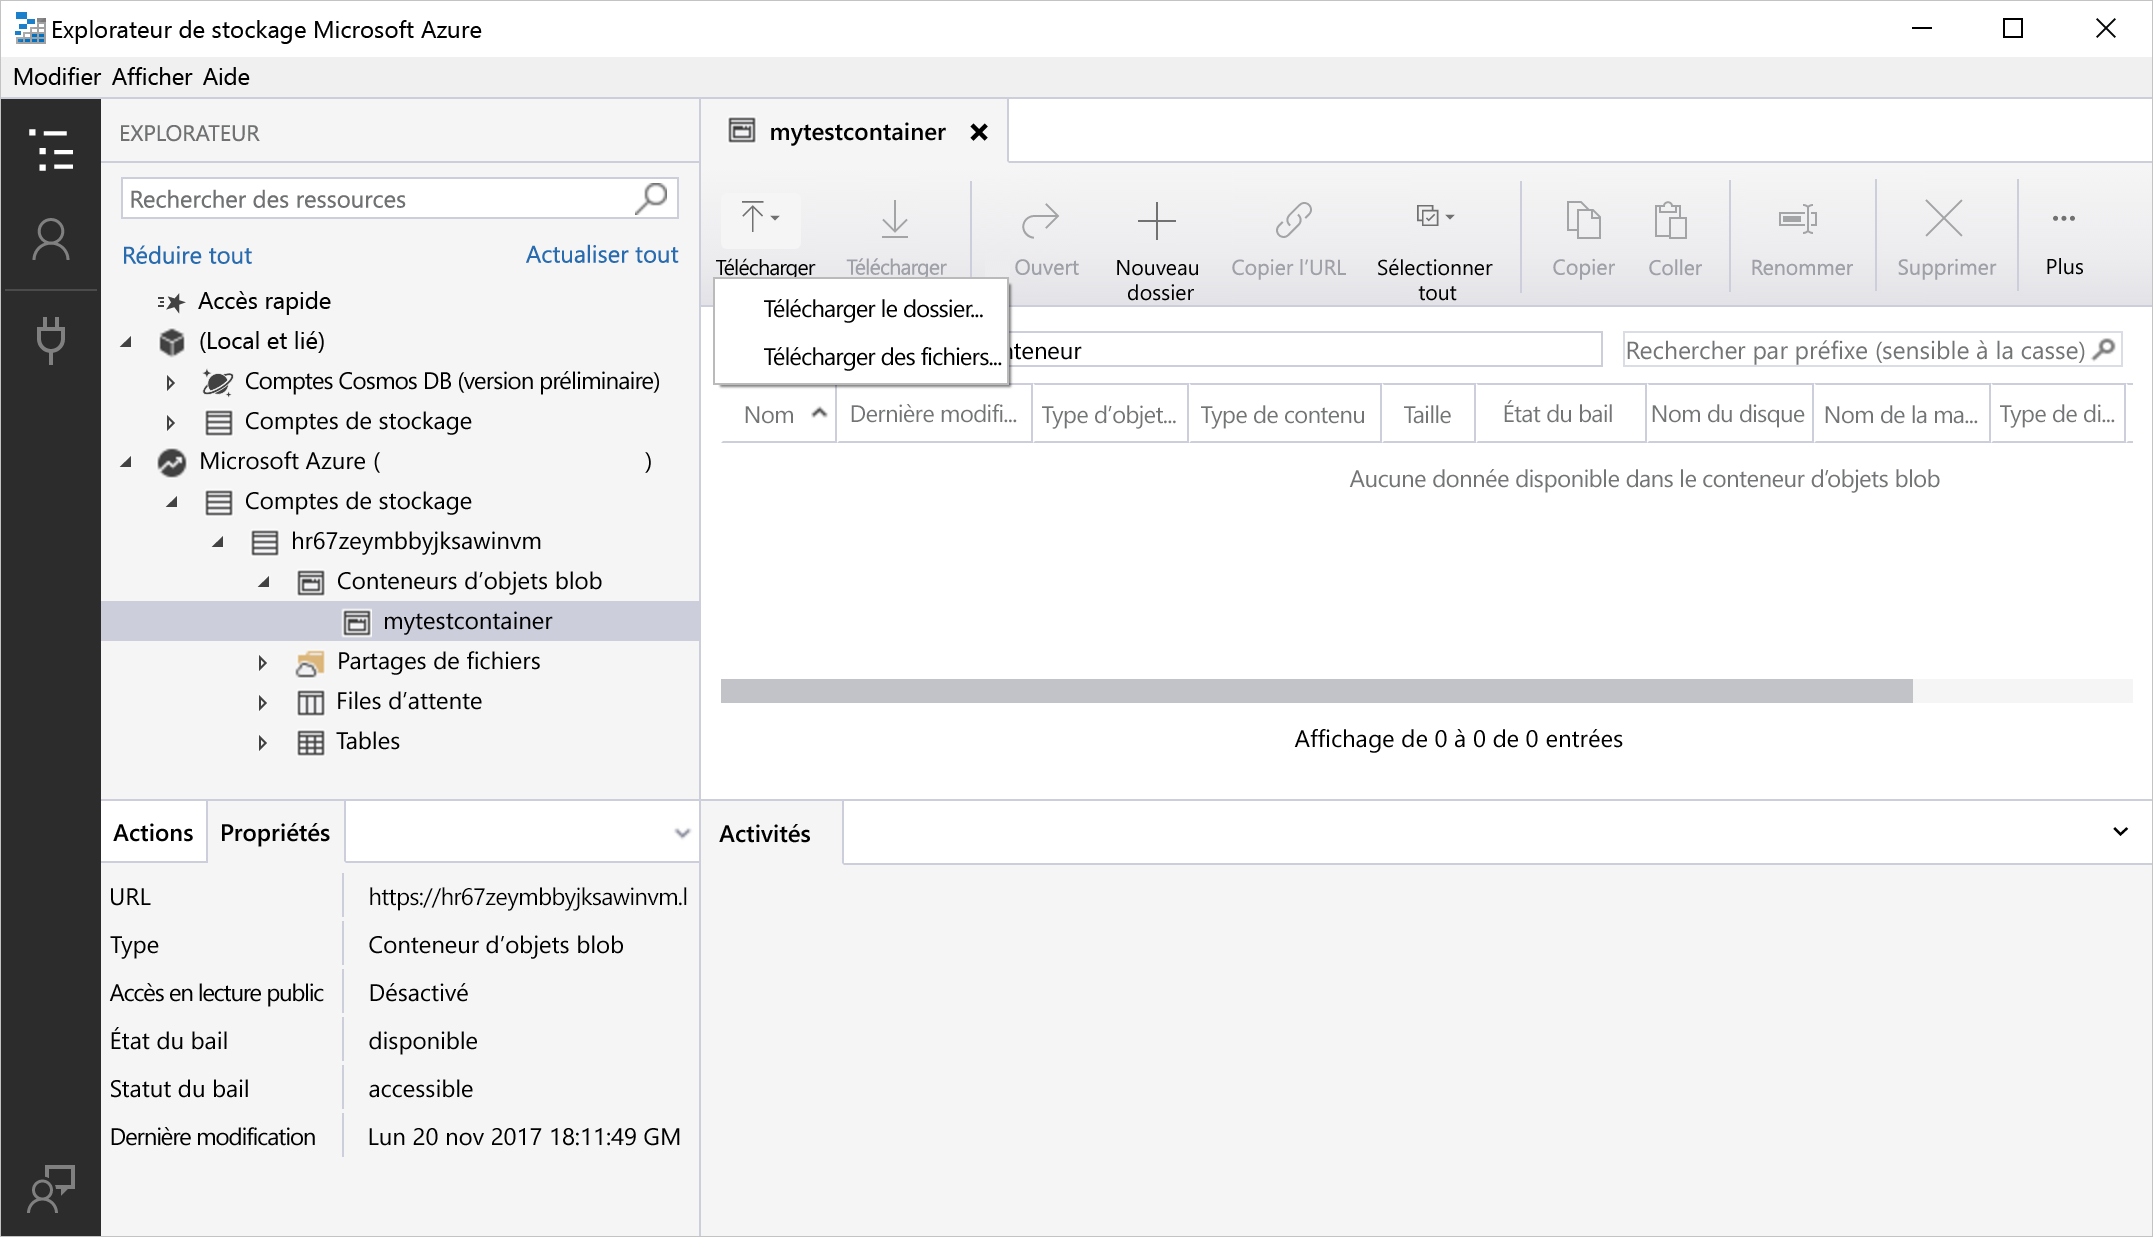 Explorateur de stockage Microsoft Azure
Modifier Afficher Aide
EXPLORATEUR
Rechercher des ressources
Réduire tout
Actualiser tout
Accès rapide
(Local et lié)
Comptes Cosmos DB (version préliminaire)
Comptes de stockage
Microsoft Azure ( )
Comptes de stockage
hr67zeymbbyjksawinvm
Conteneurs d’objets blob
mytestcontainer
Partages de fichiers
Files d’attente
Tables
Actions
Propriétés
URL https://hr67zeymbbyjksawinvm.l
Type Conteneur d’objets blob
Accès en lecture public Désactivé
État du bail disponible
Statut du bail accessible
Dernière modification Lun 20 nov 2017 18:11:49 GM
mytestcontainer
Télécharger
Télécharger
Ouvert
Nouveau
dossier
Copier l’URL
Sélectionner
tout
Copier
Coller
Renommer
Supprimer
Plus
Télécharger le dossier...
Télécharger des fichiers...
nteneur
Rechercher par préfixe (sensible à la casse)
Nom
Dernière modifi...
Type d’objet...
Type de contenu
Taille
État du bail
Nom du disque
Nom de la ma...
Type de di...
Aucune donnée disponible dans le conteneur d’objets blob
Affichage de 0 à 0 de 0 entrées
Activités